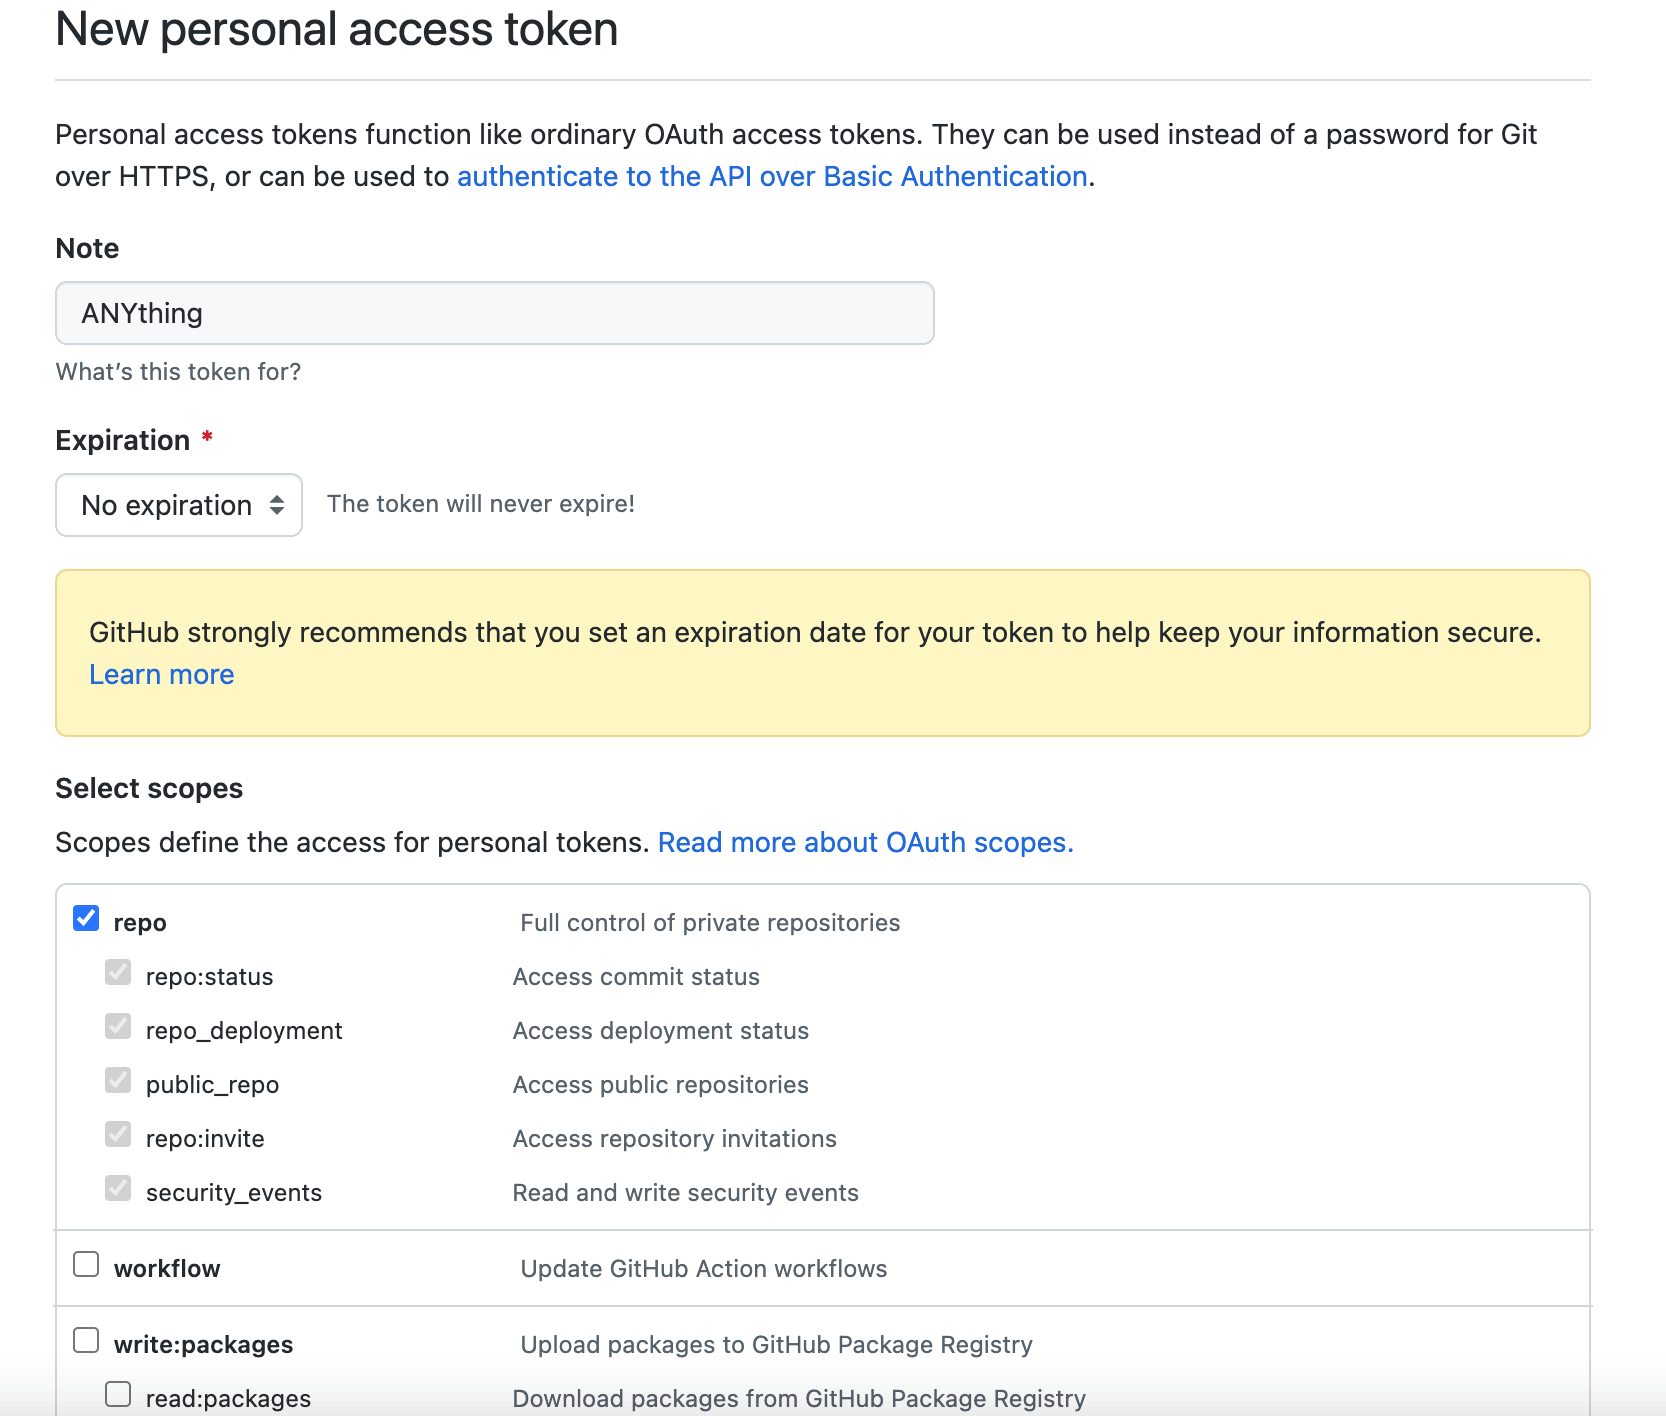 New personal access token
Personal access tokens function like ordinary OAuth access tokens. They can be used instead of a password for Git
over HTTPS, or can be used to authenticate to the API over Basic Authentication.
Note
ANYthing
What's this token for?
Expiration *
No expiration The token will never expire!
GitHub strongly recommends that you set an expiration date for your token to help keep your information secure.
Learn more
Select scopes
Scopes define the access for personal tokens. Read more about OAuth scopes.
repo Full control of private repositories
repo:status Access commit status
repo_deployment Access deployment status
public_repo Access public repositories
repo:invite Access repository invitations
security_events Read and write security events
workflow Update GitHub Action workflows
write:packages Upload packages to GitHub Package Registry
read:packages Download packages from GitHub Package Registry